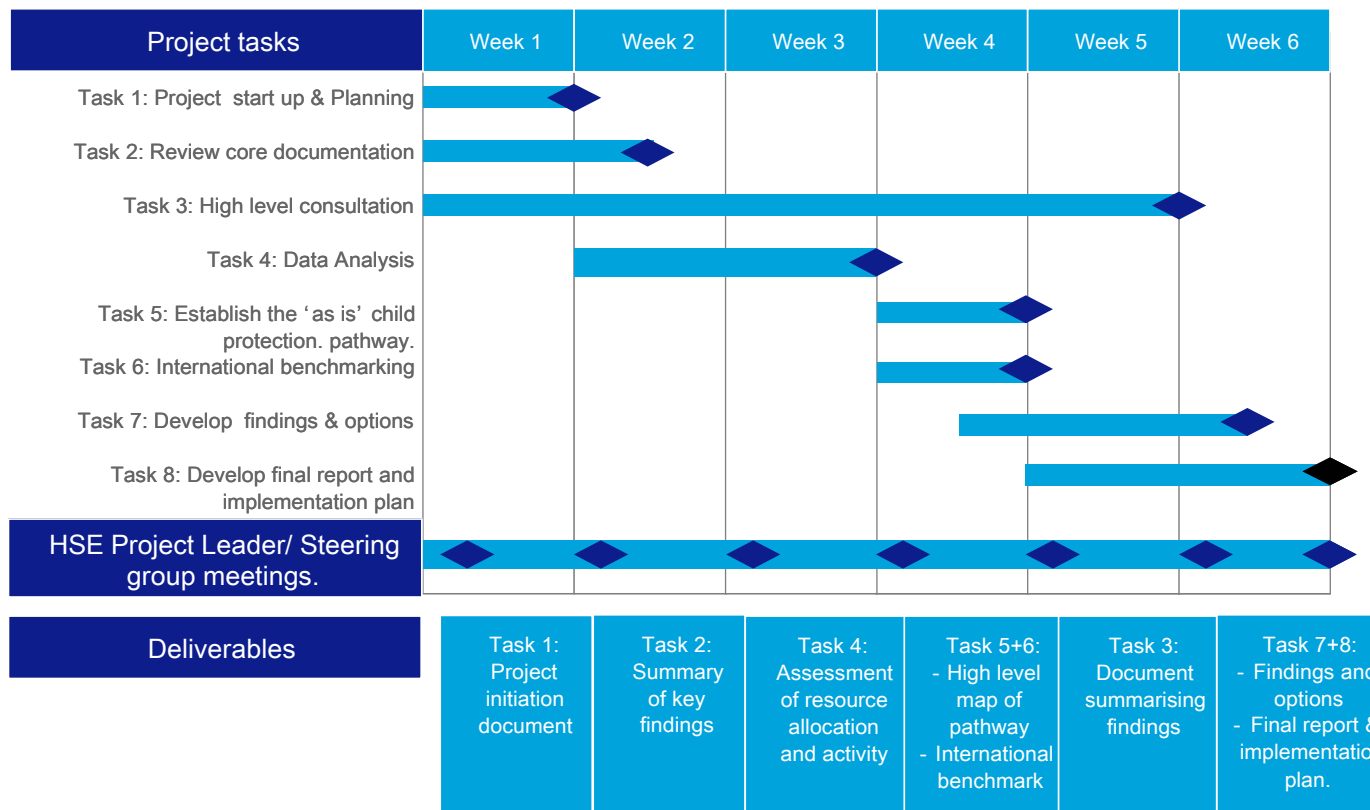 Project tasks
Week 1
Week 2
Week 3
Week 4
Week 5
Week 6
Task 1: Project start up & Planning
Task 2: Review core documentation
Task 3: High level consultation
Task 4: Data Analysis
Task 5: Establish the ‘as is’ child
protection. pathway.
Task 6: International benchmarking
Task 7: Develop findings & options
Task 8: Develop final report and
implementation plan
HSE Project Leader/ Steering
group meetings.
Deliverables
Task 1:
Project
initiation
document
Task 2:
Summary
of key
findings
Task 4:
Assessment
of resource
allocation
and activity
Task 5+6:
- High level
map of
pathway
- International
benchmark
Task 3:
Document
summarising
findings
Task 7+8:
- Findings and
options
- Final report &
implementatio
plan.